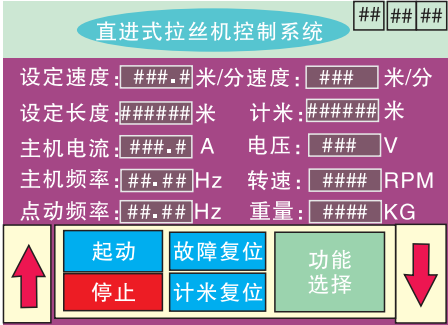 直进式拉丝机控制系统 ## ## ##
设定速度: ###.# 米/分 速度: ### 米/分
设定长度: ###### 米 计米: ###### 米
主机电流: ###.# A 电压: ### V
主机频率: ##.## Hz 转速: #### RPM
点动频率: ##.## Hz 重量: #### KG
起动 故障复位 功能
停止 计米复位 选择